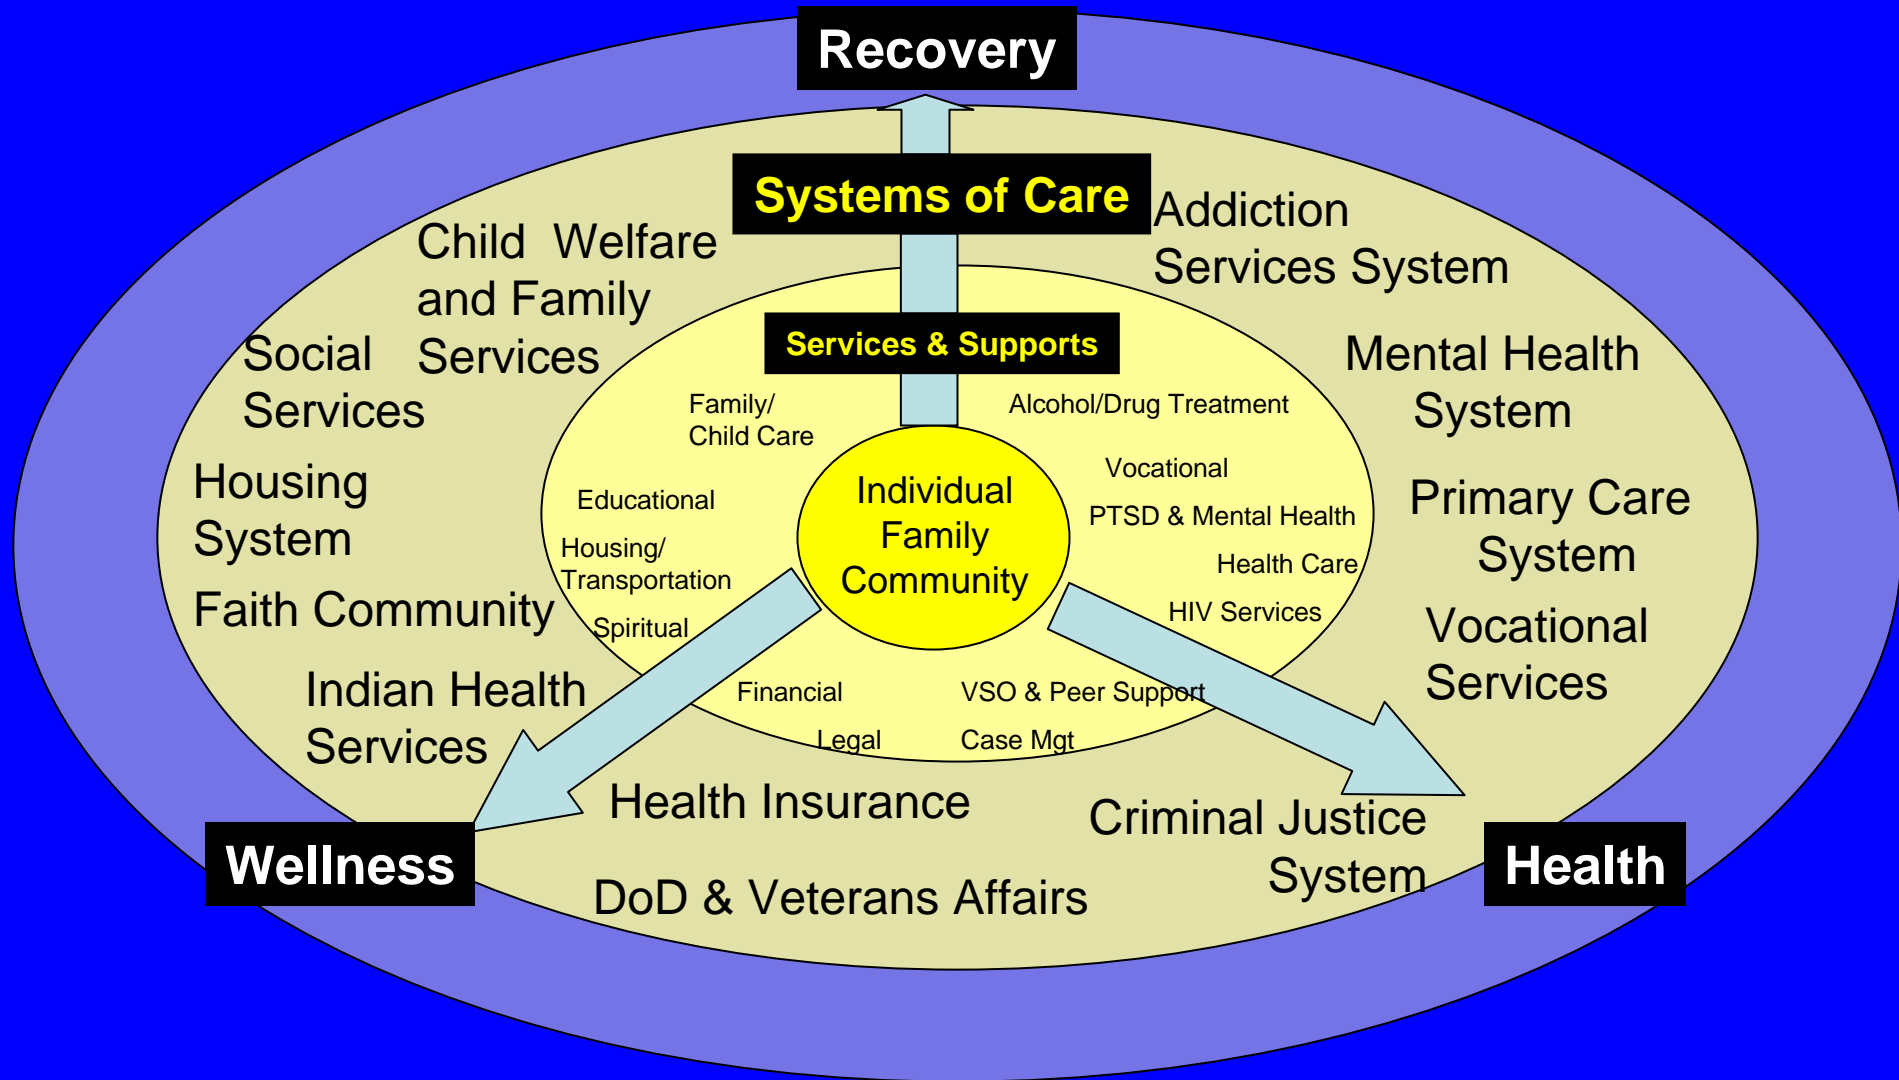 Recovery
Systems of Care
Child  Welfare
and Family
Services
Addiction
Services System
Social
Services
Mental Health
System
Housing
System
Primary Care
System
Faith Community
Vocational
Services
Indian Health
Services
Health Insurance
Criminal Justice
System
DoD & Veterans Affairs
Services & Supports
Family/
Child Care
Alcohol/Drug Treatment
Educational
Vocational
PTSD & Mental Health
Housing/
Transportation
Health Care
Spiritual
HIV Services
Financial
VSO & Peer Support
Legal
Case Mgt
Individual
Family
Community
Wellness
Health